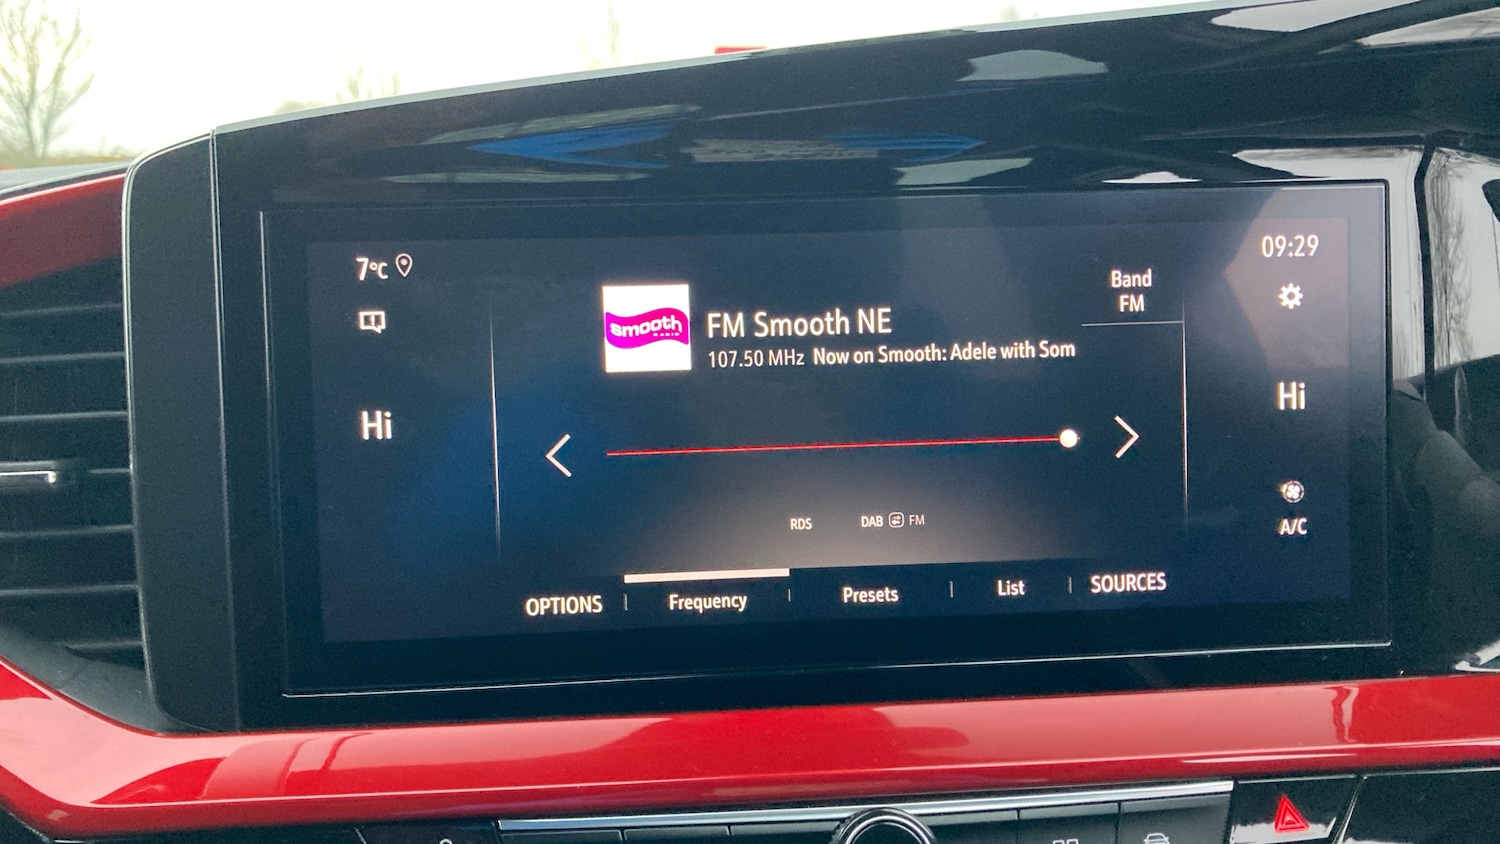 7°C
Hi
smooth
RADIO
FM Smooth NE
107.50 MHz Now on Smooth: Adele with Som
Band
FM
09:29
Hi
A/C
RDS
DAB FM
OPTIONS Frequency Presets List SOURCES